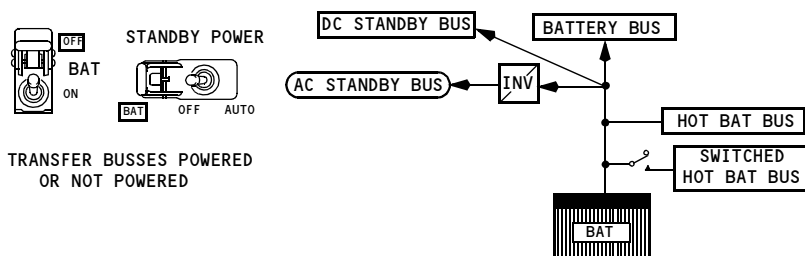 OFF
BAT
ON
STANDBY POWER
BAT
OFF
AUTO
TRANSFER BUSSES POWERED
OR NOT POWERED
DC STANDBY BUS
BATTERY BUS
AC STANDBY BUS
INV
HOT BAT BUS
SWITCHED
HOT BAT BUS
BAT